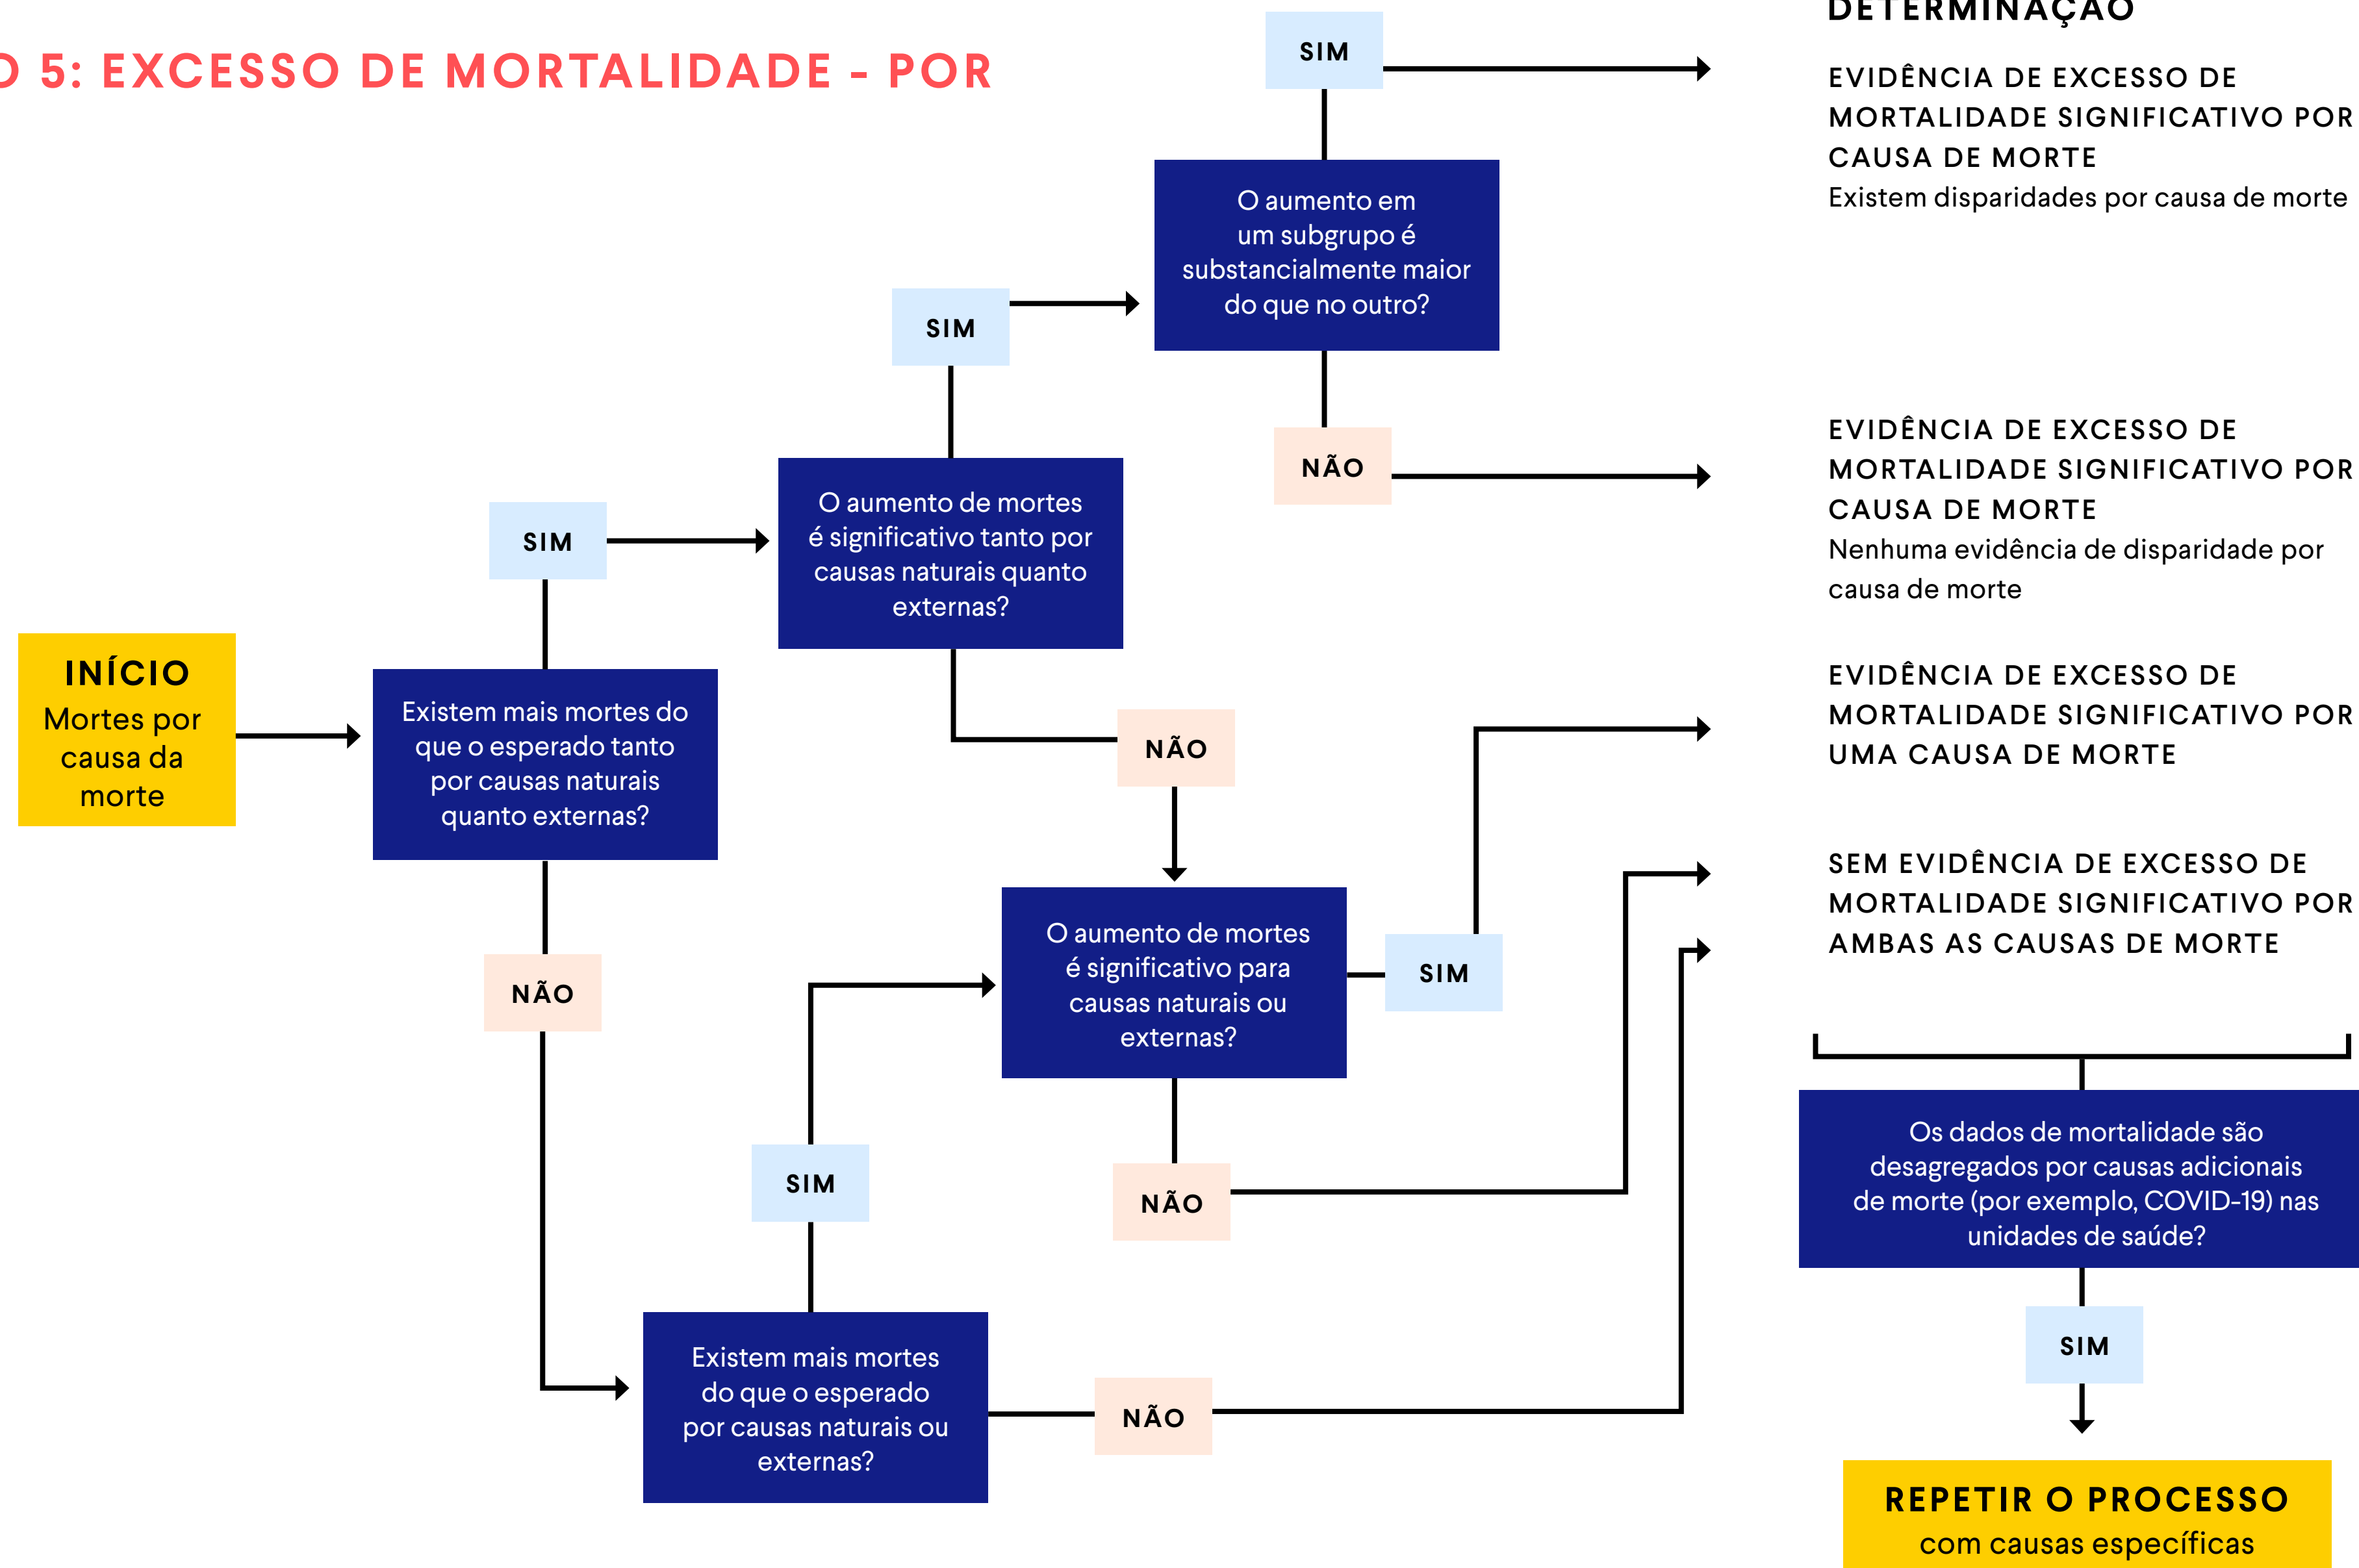 5: EXCESSO DE MORTALIDADE - POR
INÍCIO
Mortes por
causa da
morte
Existem mais mortes do
que o esperado tanto
por causas naturais
quanto externas?
SIM
NÃO
O aumento de mortes
é significativo tanto por
causas naturais quanto
externas?
SIM
NÃO
O aumento em
um subgrupo é
substancialmente maior
do que no outro?
SIM
NÃO
O aumento de mortes
é significativo para
causas naturais ou
externas?
SIM
NÃO
Existem mais mortes
do que o esperado
por causas naturais ou
externas?
SIM
NÃO
DETERMINAÇÃO
EVIDÊNCIA DE EXCESSO DE
MORTALIDADE SIGNIFICATIVO POR
CAUSA DE MORTE
Existem disparidades por causa de morte
EVIDÊNCIA DE EXCESSO DE
MORTALIDADE SIGNIFICATIVO POR
CAUSA DE MORTE
Nenhuma evidência de disparidade por
causa de morte
EVIDÊNCIA DE EXCESSO DE
MORTALIDADE SIGNIFICATIVO POR
UMA CAUSA DE MORTE
SEM EVIDÊNCIA DE EXCESSO DE
MORTALIDADE SIGNIFICATIVO POR
AMBAS AS CAUSAS DE MORTE
Os dados de mortalidade são
desagregados por causas adicionais
de morte (por exemplo, COVID-19) nas
unidades de saúde?
SIM
REPETIR O PROCESSO
com causas específicas